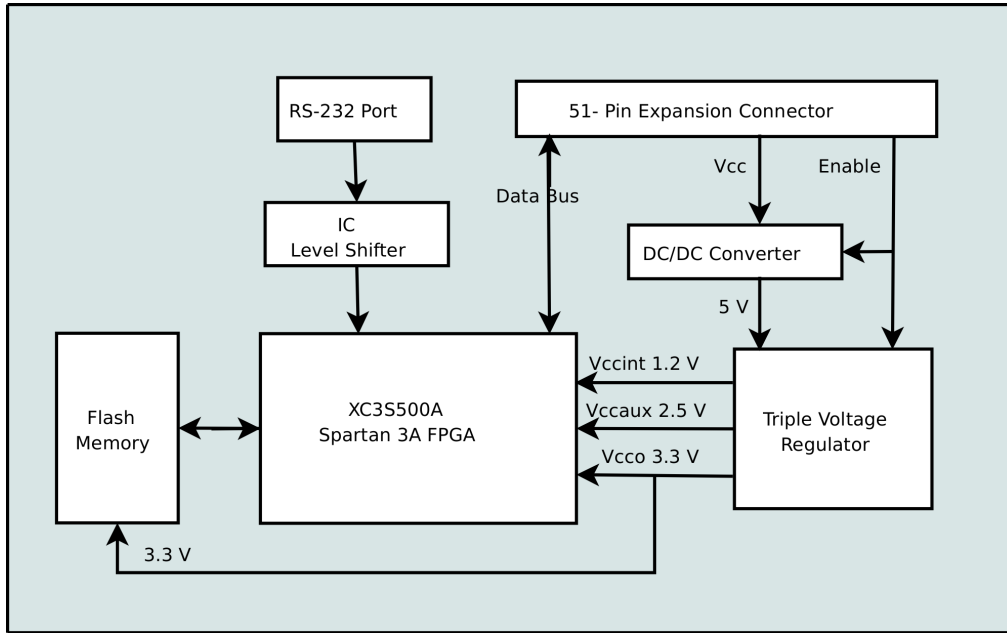 RS-232 Port
51- Pin Expansion Connector
Vcc
Enable
Data Bus
IC
Level Shifter
DC/DC Converter
5 V
Vccint 1.2 V
Vccaux 2.5 V
Vcco 3.3 V
Flash
Memory
XC3S500A
Spartan 3A FPGA
Triple Voltage
Regulator
3.3 V